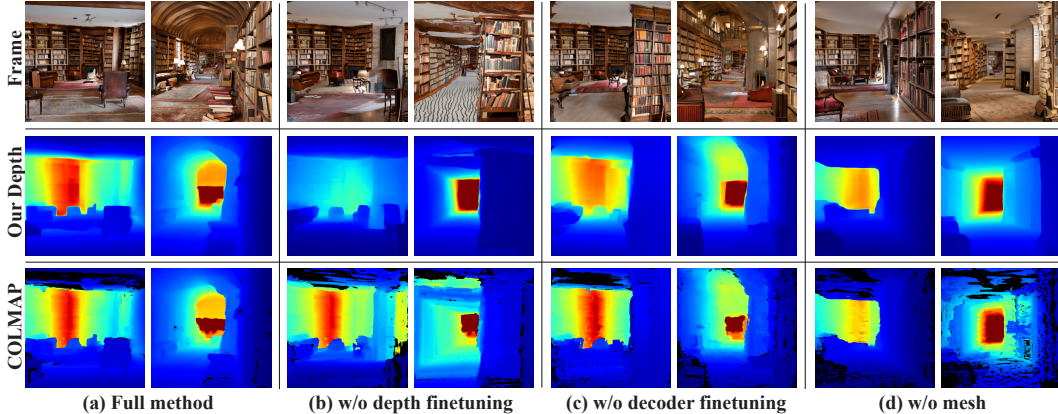 Frame
Our Depth
COLMAP
(a) Full method
(b) w/o depth finetuning
(c) w/o decoder finetuning
(d) w/o mesh